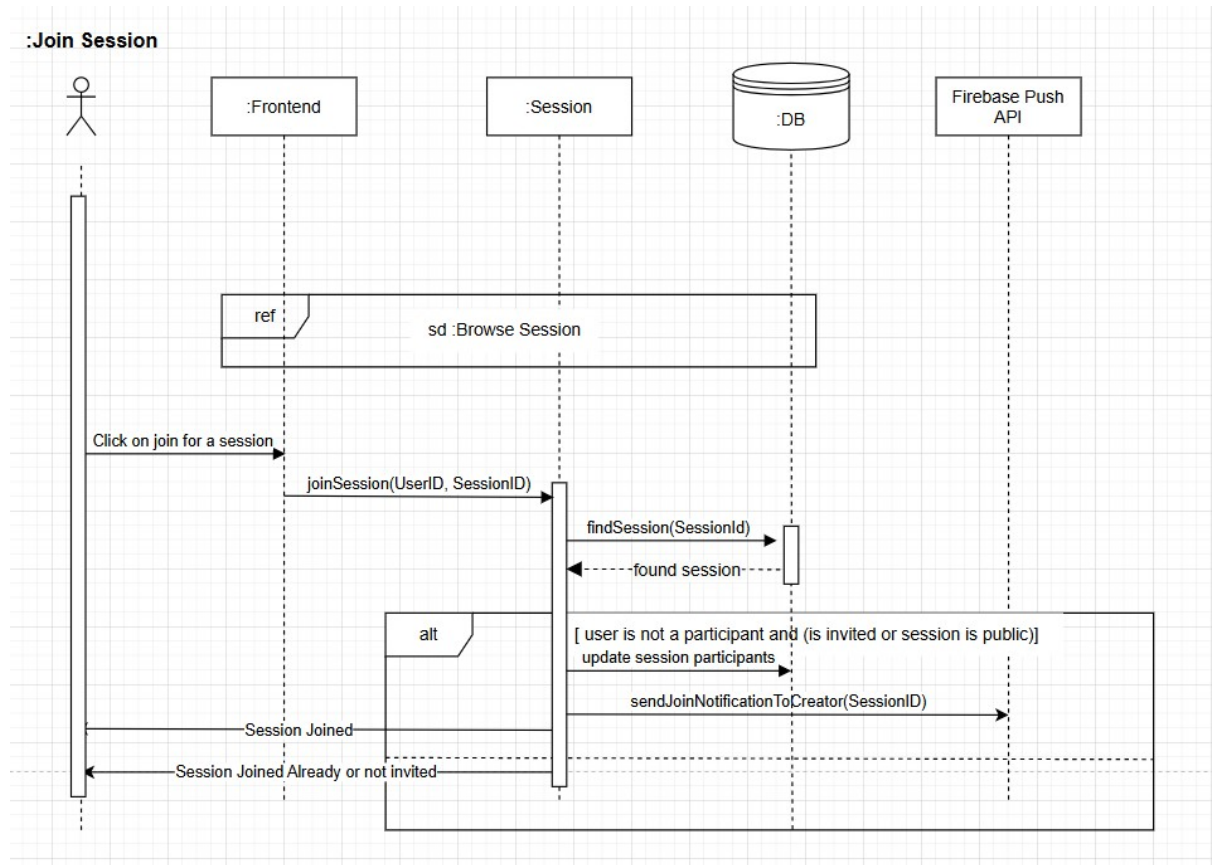 :Join Session
:Frontend
:Session
:DB
Firebase Push
API
ref
sd :Browse Session
Click on join for a session
joinSession(UserID, SessionID)
findSession(SessionId)
found session
alt
[ user is not a participant and (is invited or session is public)]
update session participants
sendJoinNotificationToCreator(SessionID)
Session Joined
Session Joined Already or not invited